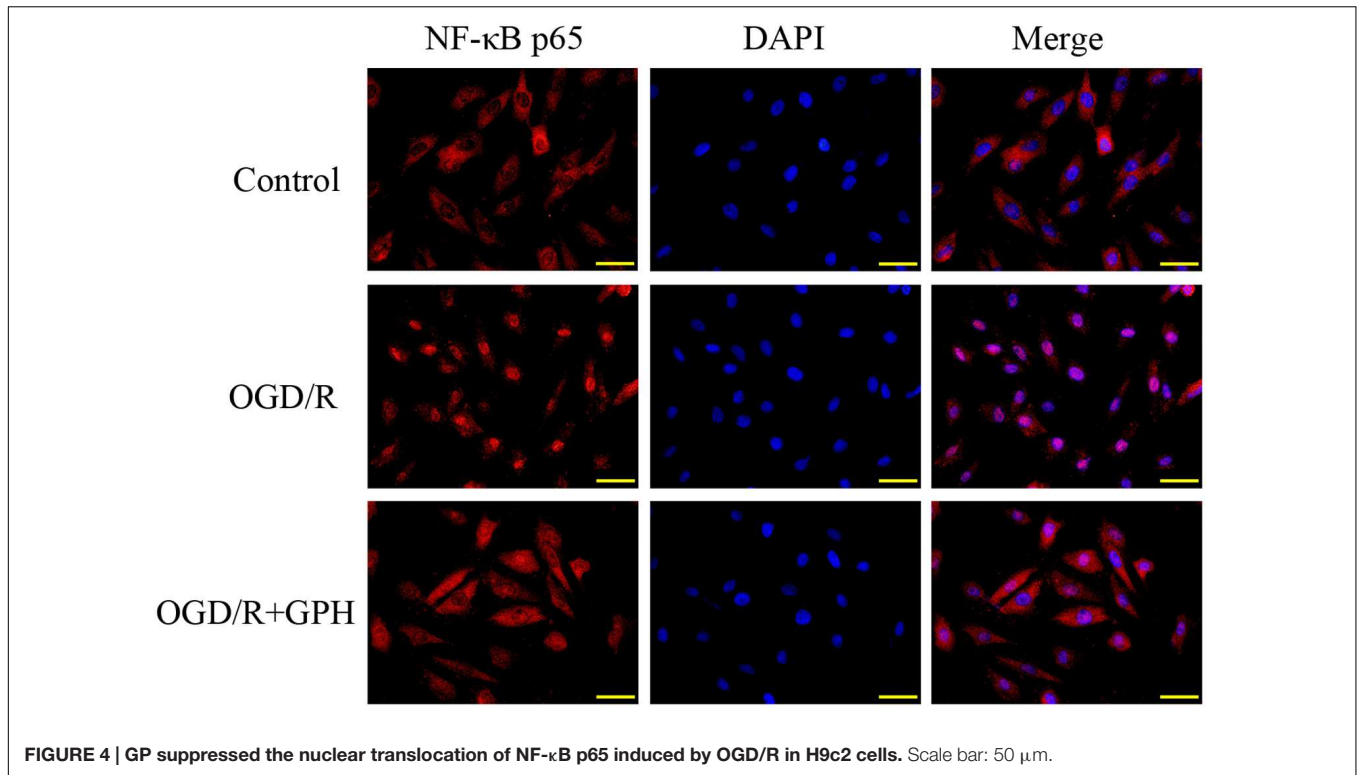 NF-κB p65 DAPI Merge
Control
OGD/R
OGD/R+GPH
FIGURE 4 | GP suppressed the nuclear translocation of NF-κB p65 induced by OGD/R in H9c2 cells. Scale bar: 50 μm.